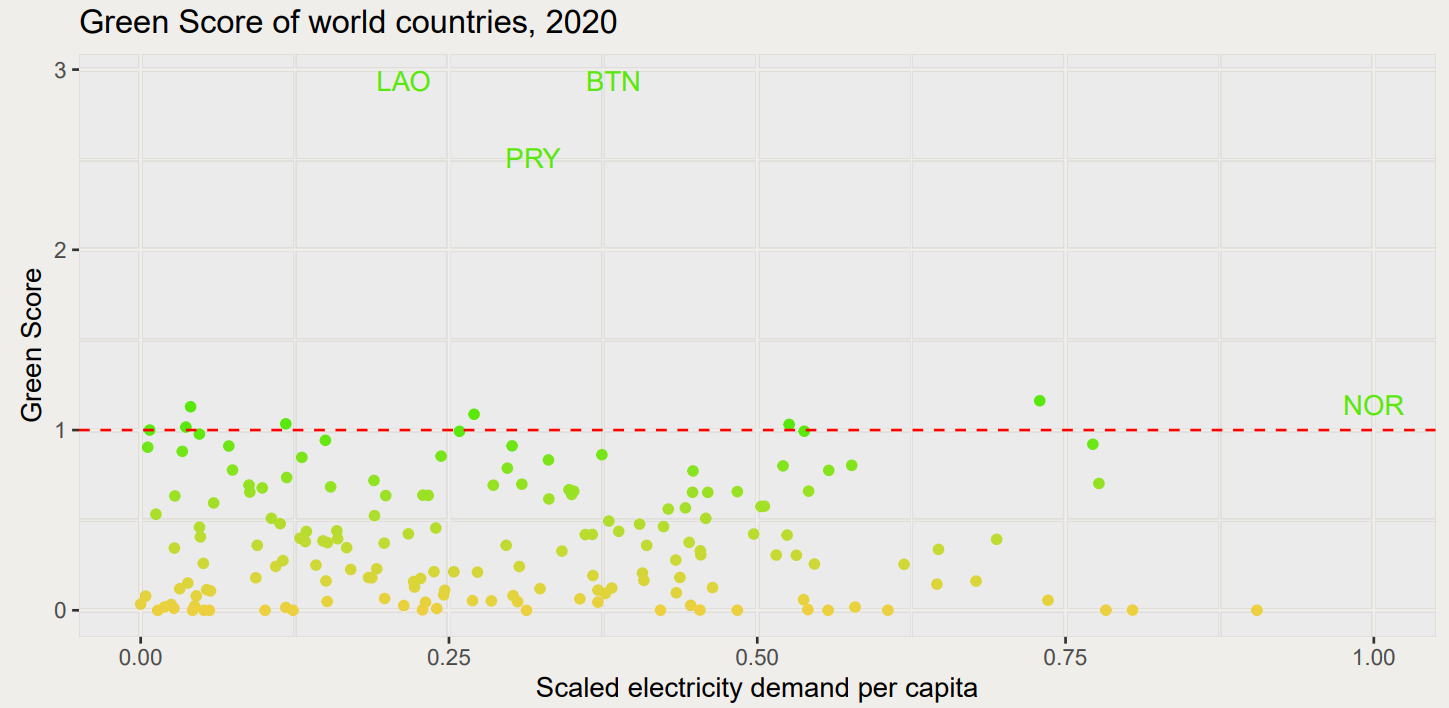 Green Score of world countries, 2020
3
LAO
BTN
PRY
2
Green Score
NOR
1
0
0.00
0.25
0.50
0.75
1.00
Scaled electricity demand per capita